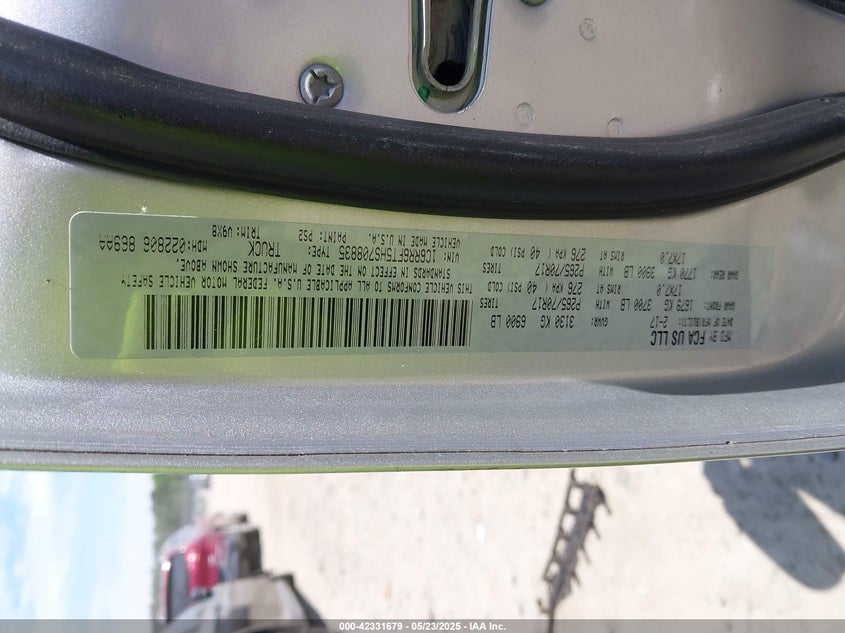 MFD BY FCA US LLC
DATE OF MFR: 2-17 GVWR: 3130 KG 6900 LB
GAWR FRONT: 1679 KG 3700 LB WITH P265/70R17 TIRES
17X7.0 RIMS AT 276 KPA ( 40 PSI) COLD
GAWR REAR: 1770 KG 3900 LB WITH P265/70R17 TIRES
17X7.0 RIMS AT 276 KPA ( 40 PSI) COLD
THIS VEHICLE CONFORMS TO ALL APPLICABLE U.S.A. FEDERAL MOTOR VEHICLE SAFETY
STANDARDS IN EFFECT ON THE DATE OF MANUFACTURE SHOWN ABOVE.
VIN: 1C6RR6FT5HS708835 TYPE: TRUCK MDH: 022806 869AA
VEHICLE MADE IN U.S.A. PAINT: PS2 TRIM: V9X8
000-42331679 - 05/23/2025 - IAA Inc.